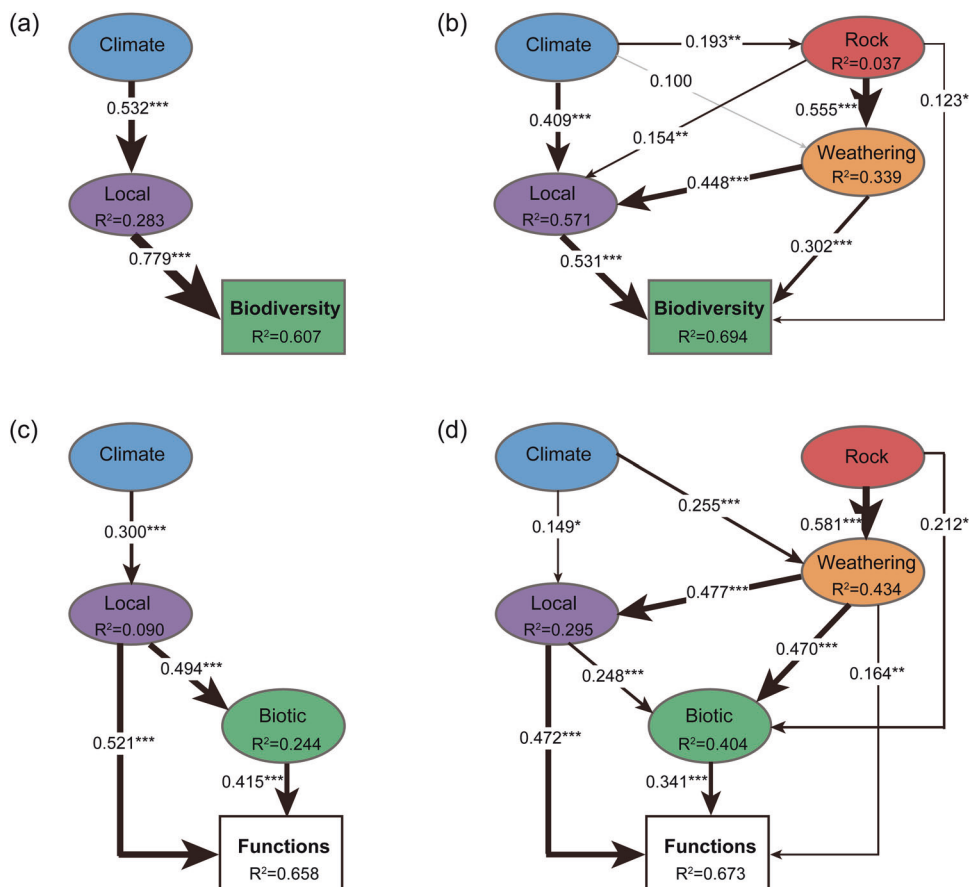 (a)
Climate
0.532***
Local
R²=0.283
0.779***
Biodiversity
R²=0.607
(b)
Climate
0.193**
Rock
R²=0.037
0.100
0.123*
0.555***
0.409***
0.154**
Weathering
R²=0.339
0.448***
Local
R²=0.571
0.302***
0.531***
Biodiversity
R²=0.694
(c)
Climate
0.300***
Local
R²=0.090
0.494***
Biotic
R²=0.244
0.521***
0.415***
Functions
R²=0.658
(d)
Climate
Rock
0.255***
0.149*
0.581***
0.212*
Weathering
R²=0.434
0.477***
Local
R²=0.295
0.470***
0.248***
0.164**
Biotic
R²=0.404
0.472***
0.341***
Functions
R²=0.673